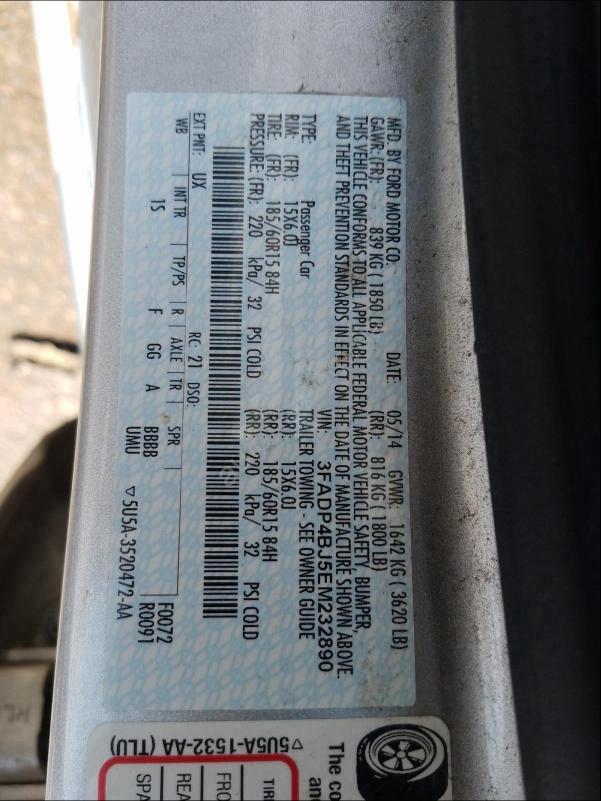 MFD. BY FORD MOTOR CO.
DATE: 05/14 GVWR: 1642 KG ( 3620 LB)
GAWR: (FR): 839 KG ( 1850 LB) (RR): 816 KG ( 1800 LB)
THIS VEHICLE CONFORMS TO ALL APPLICABLE FEDERAL MOTOR VEHICLE SAFETY, BUMPER,
AND THEFT PREVENTION STANDARDS IN EFFECT ON THE DATE OF MANUFACTURE SHOWN ABOVE.
VIN: 3FADP4BJ5EM232890
TYPE: Passenger Car TRAILER TOWING - SEE OWNER GUIDE
RIM: (FR): 15X6.0J (RR): 15X6.0J
TIRE: (FR): 185/60R15 84H (RR): 185/60R15 84H
PRESSURE: (FR): 220 kPa/ 32 PSI COLD (RR): 220 kPa/ 32 PSI COLD
EXT PNT: UX RC: 21 DSO: F0072
R0091
WB INT TR TP/PS R AXLE TR SPR
1S F GG A BBBB
UMU ▽5U5A-3520472-AA
▽5U5A-1532-AA (TLU)
The co
an
TIR
FRO
REA
SPA